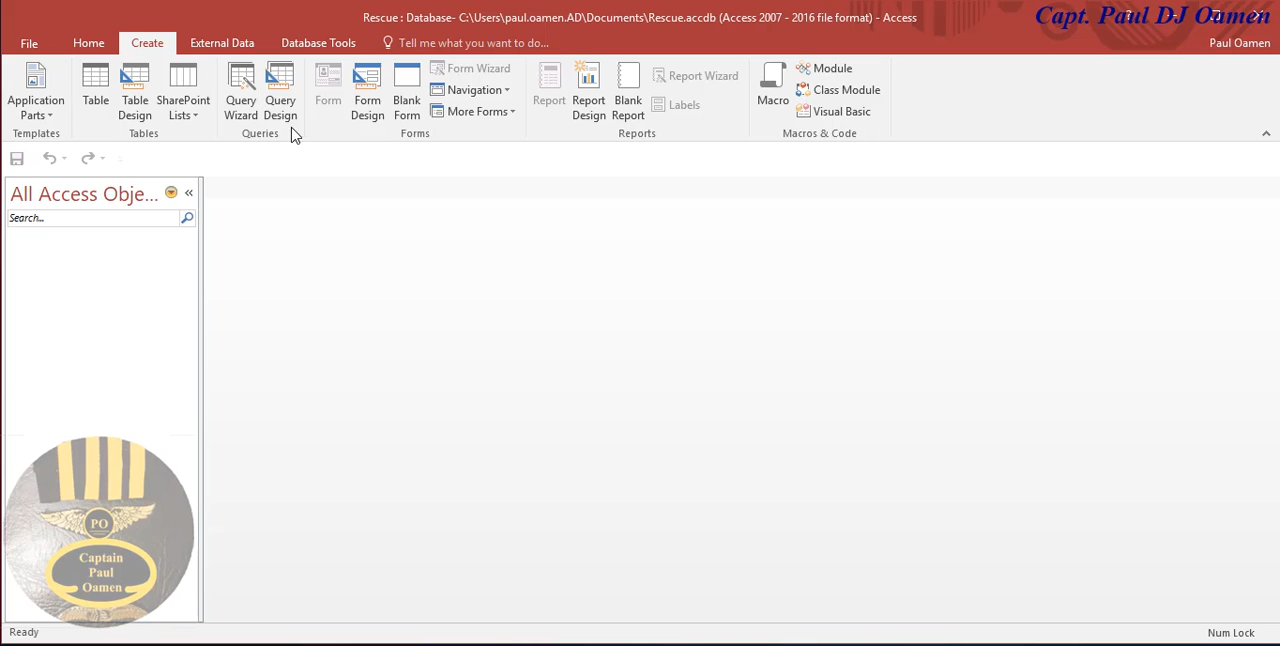 Rescue : Database- C:\Users\paul.oamen.AD\Documents\Rescue.accdb (Access 2007 - 2016 file format) - Access
Capt. Paul DJ Oamen
File Home Create External Data Database Tools Tell me what you want to do... Paul Oamen
Application Parts
Templates
Table
Table Design
SharePoint Lists
Tables
Query Wizard
Query Design
Queries
Form
Form Design
Blank Form
Form Wizard
Navigation
More Forms
Forms
Report
Report Design
Blank Report
Report Wizard
Labels
Reports
Macro
Module
Class Module
Visual Basic
Macros & Code
All Access Obje...
Search...
PO
Captain
Paul
Oamen
Ready
Num Lock